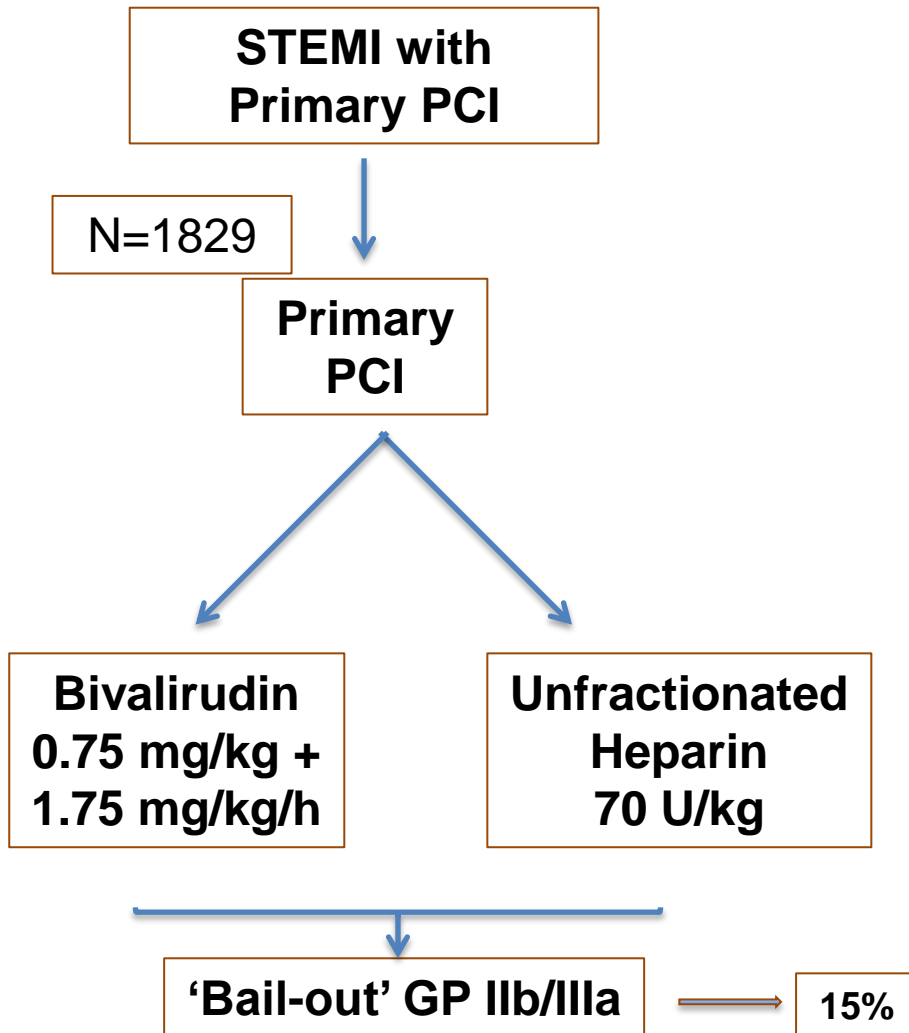 STEMI with
Primary PCI
N=1829
Primary
PCI
Bivalirudin
0.75 mg/kg +
1.75 mg/kg/h
Unfractionated
Heparin
70 U/kg
‘Bail-out’ GP IIb/IIIa
15%